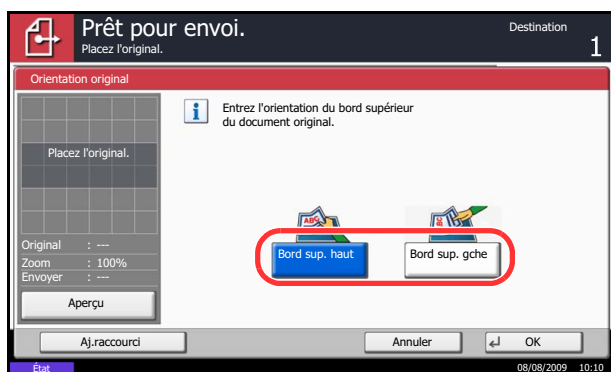 Prêt pour envoi.
Placez l'original.
Destination
1
Orientation original
Entrez l'orientation du bord supérieur
du document original.
Placez l'original.
ABC
BC
Original : ---
Zoom : 100%
Envoyer : ---
Bord sup. haut
Bord sup. gche
Aperçu
Aj.raccourci
Annuler
OK
État
08/08/2009 10:10